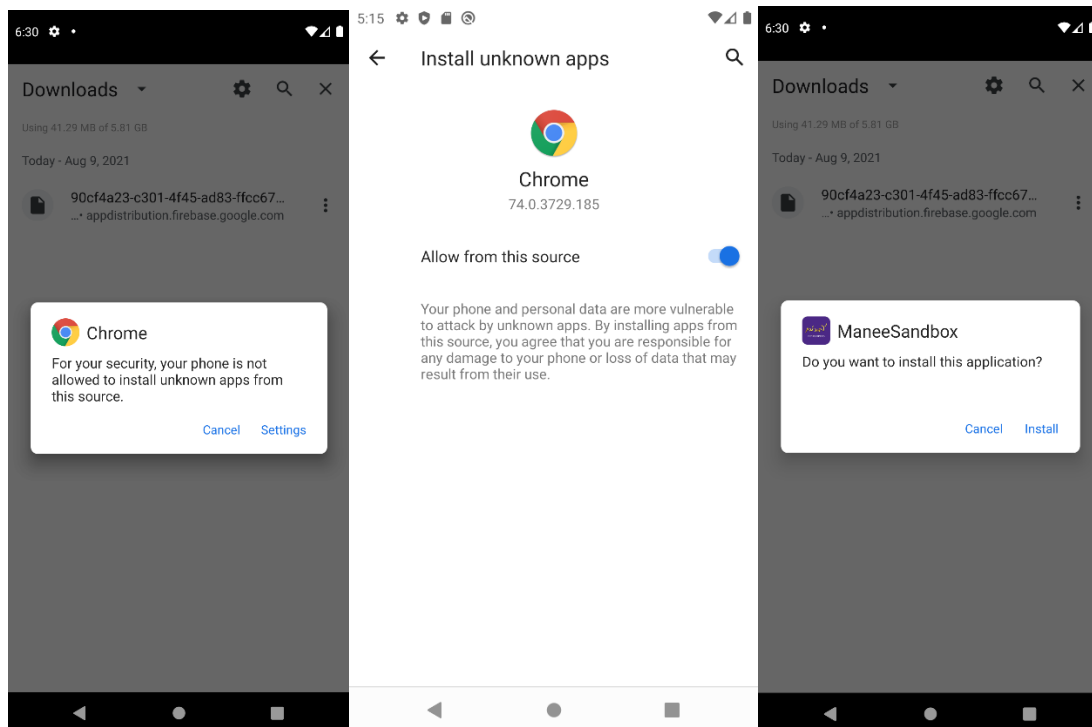 6:30
Downloads
Using 41.29 MB of 5.81 GB
Today - Aug 9, 2021
90cf4a23-c301-4f45-ad83-ffcc67...
...• appdistribution.firebase.google.com
Chrome
For your security, your phone is not
allowed to install unknown apps from
this source.
Cancel Settings
5:15
Install unknown apps
Chrome
74.0.3729.185
Allow from this source
Your phone and personal data are more vulnerable
to attack by unknown apps. By installing apps from
this source, you agree that you are responsible for
any damage to your phone or loss of data that may
result from their use.
6:30
Downloads
Using 41.29 MB of 5.81 GB
Today - Aug 9, 2021
90cf4a23-c301-4f45-ad83-ffcc67...
...• appdistribution.firebase.google.com
ManeeSandbox
Do you want to install this application?
Cancel Install